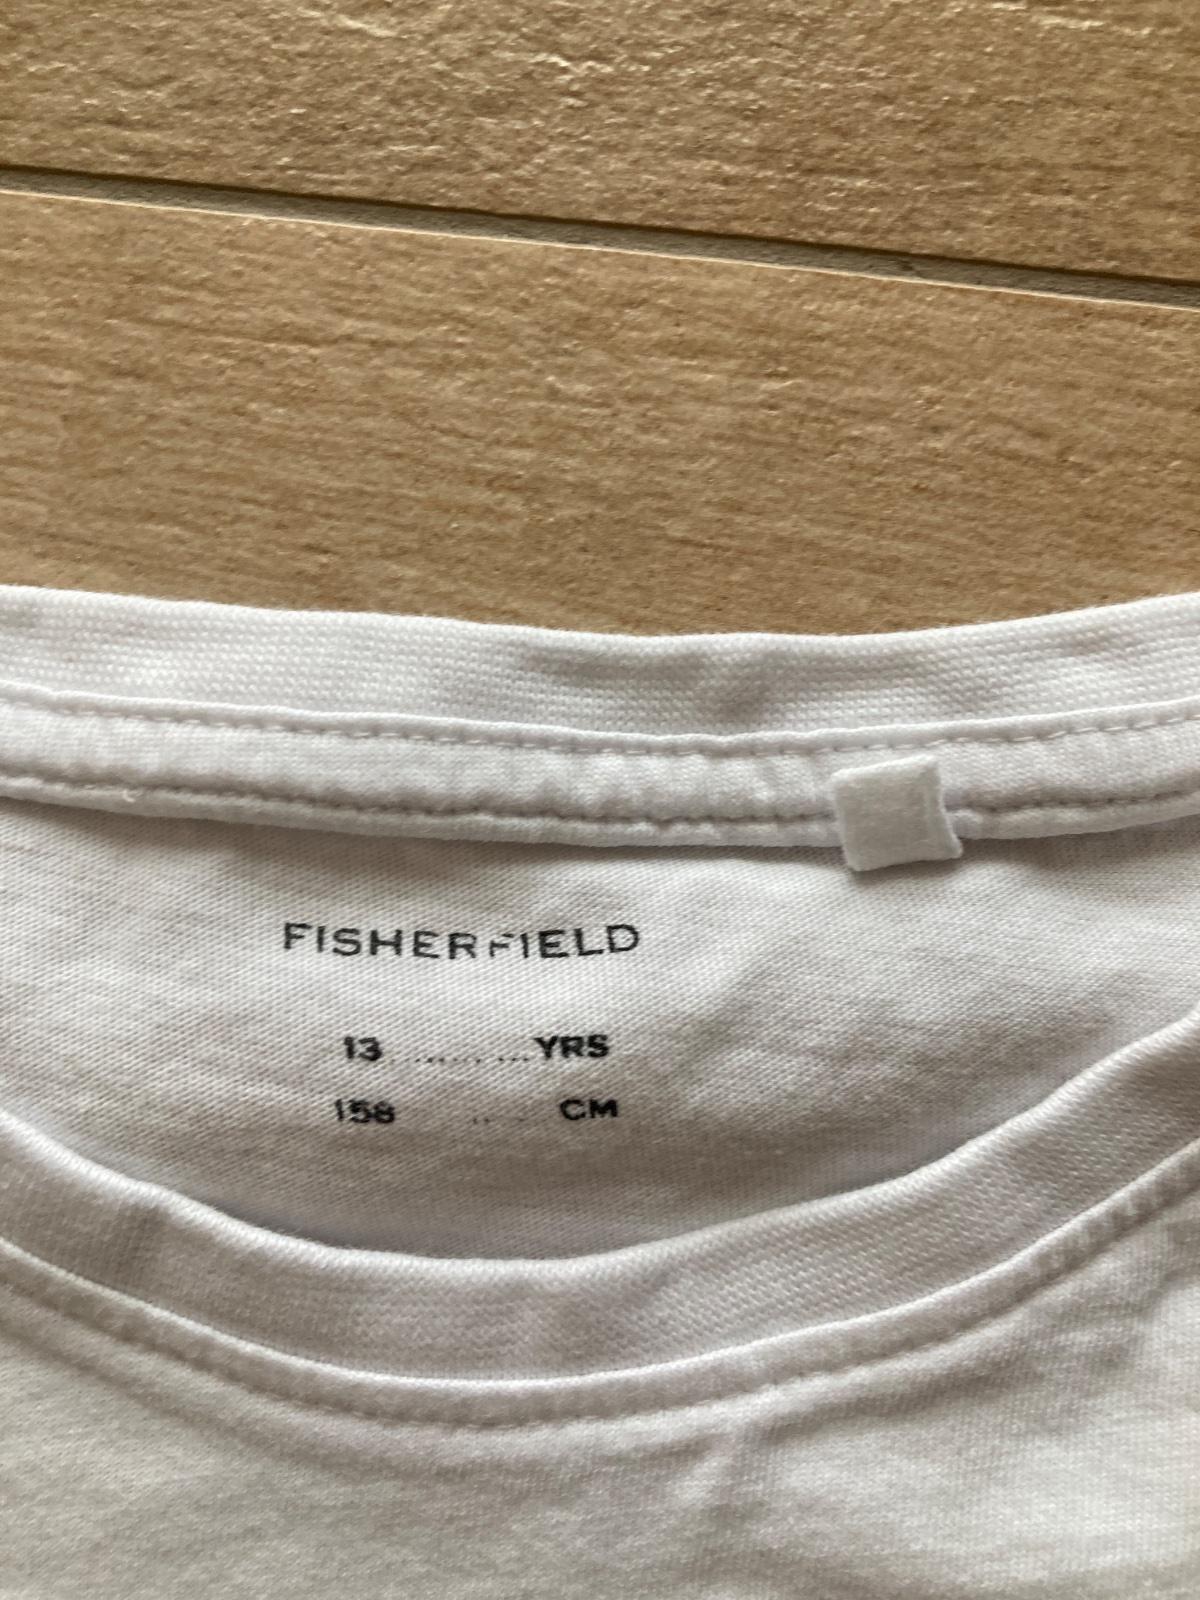 FISHERFIELD
13 ........... YRS
158 ..... CM